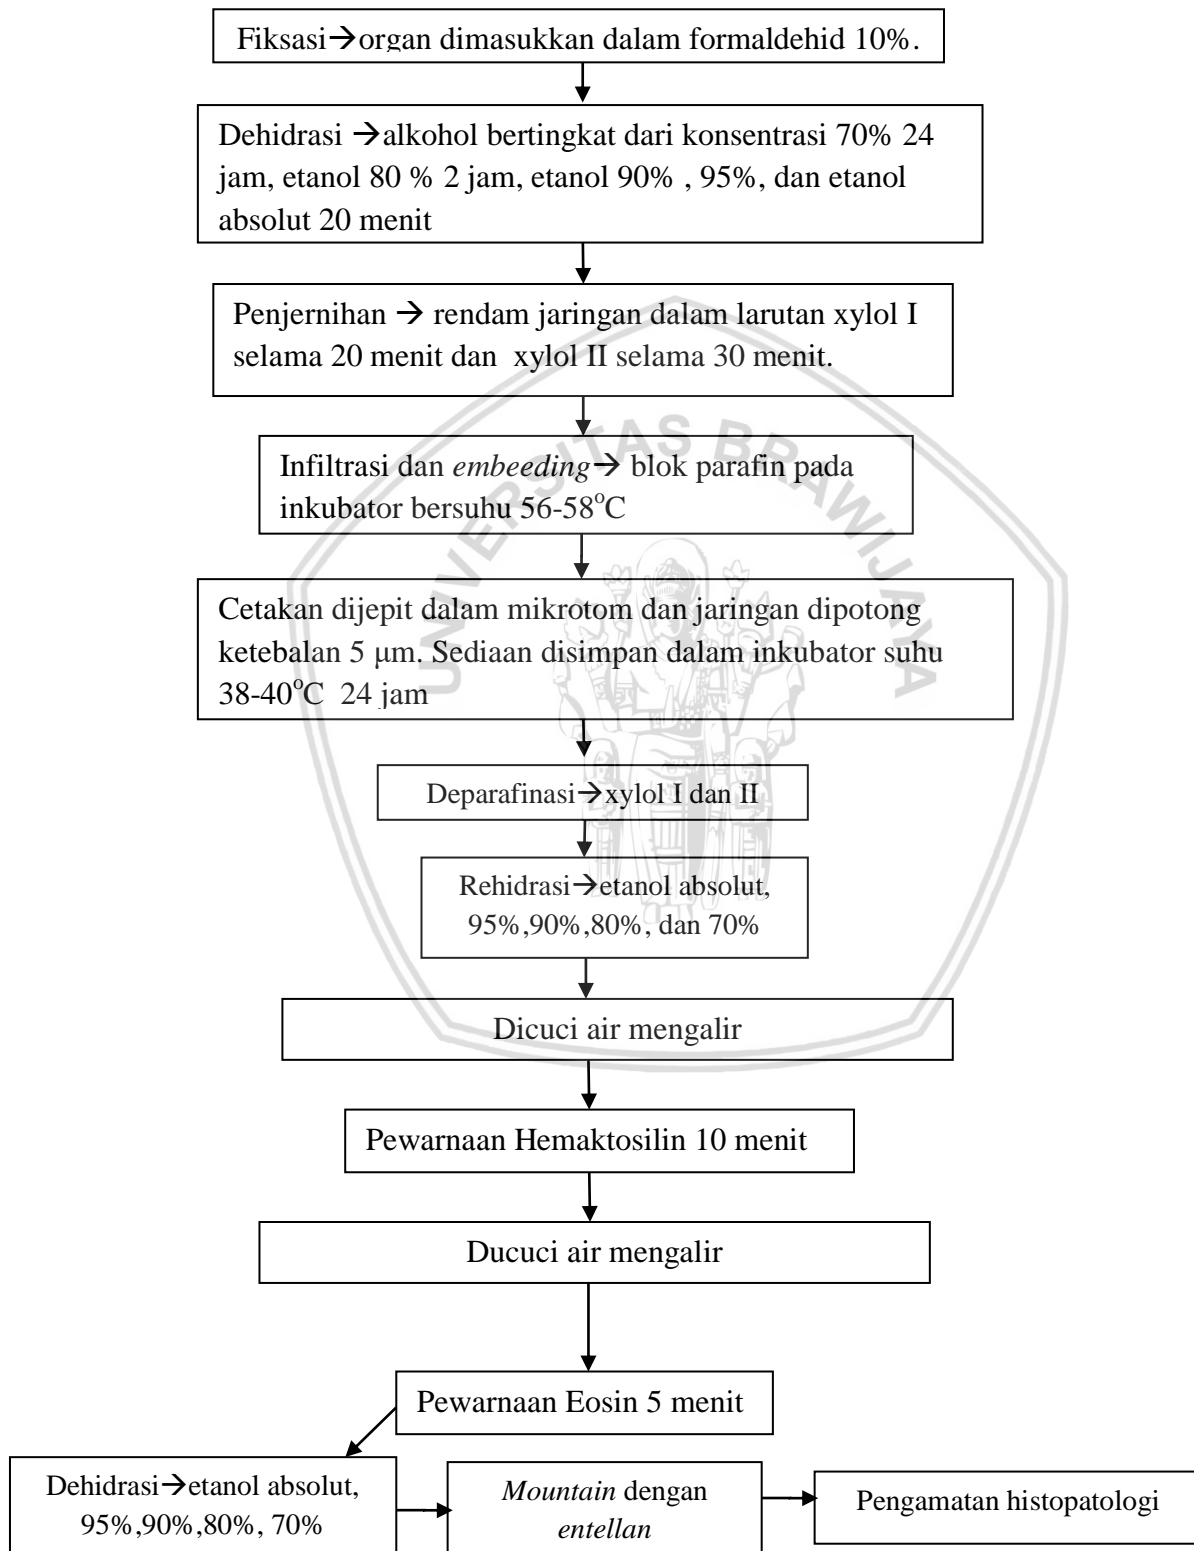 Fiksasi→organ dimasukkan dalam formaldehid 10%.
Dehidrasi →alkohol bertingkat dari konsentrasi 70% 24
jam, etanol 80 % 2 jam, etanol 90% , 95%, dan etanol
absolut 20 menit
Penjernihan → rendam jaringan dalam larutan xylol I
selama 20 menit dan  xylol II selama 30 menit.
UNIVERSITAS BRAWIJAYA
Infiltrasi dan embeeding→ blok parafin pada
inkubator bersuhu 56-58°C
Cetakan dijepit dalam mikrotom dan jaringan dipotong
ketebalan 5 μm. Sediaan disimpan dalam inkubator suhu
38-40°C  24 jam
Deparafinasi→xylol I dan II
Rehidrasi→etanol absolut,
95%,90%,80%, dan 70%
Dicuci air mengalir
Pewarnaan Hemaktosilin 10 menit
Ducuci air mengalir
Pewarnaan Eosin 5 menit
Dehidrasi→etanol absolut,
95%,90%,80%, 70%
Mountain dengan
entellan
Pengamatan histopatologi